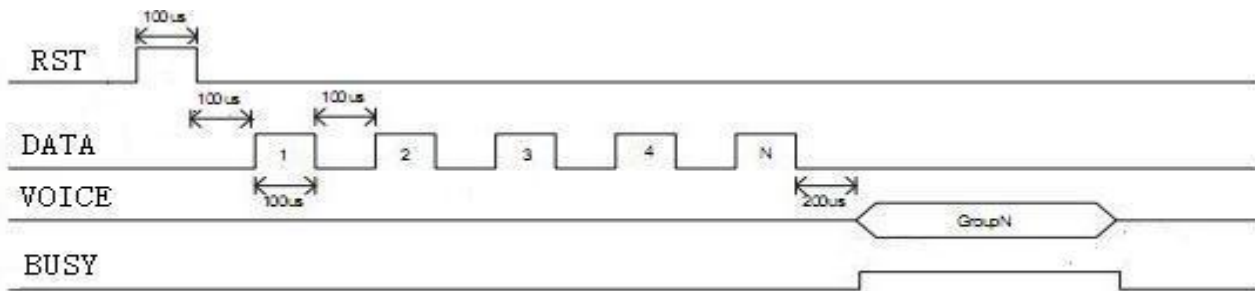 100us
RST
100us 100us
DATA 1 2 3 4 N
VOICE 100us 200us
GroupN
BUSY